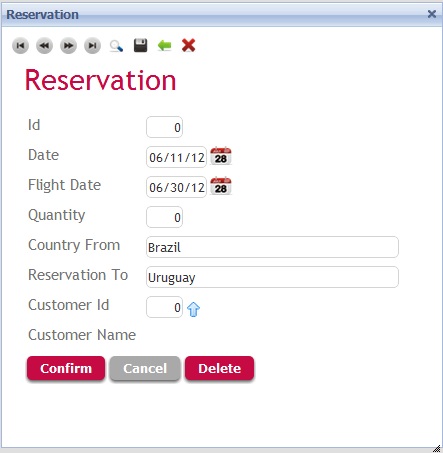 Reservation
Reservation
Id 0
Date 06/11/12 28
Flight Date 06/30/12 28
Quantity 0
Country From Brazil
Reservation To Uruguay
Customer Id 0
Customer Name
Confirm Cancel Delete